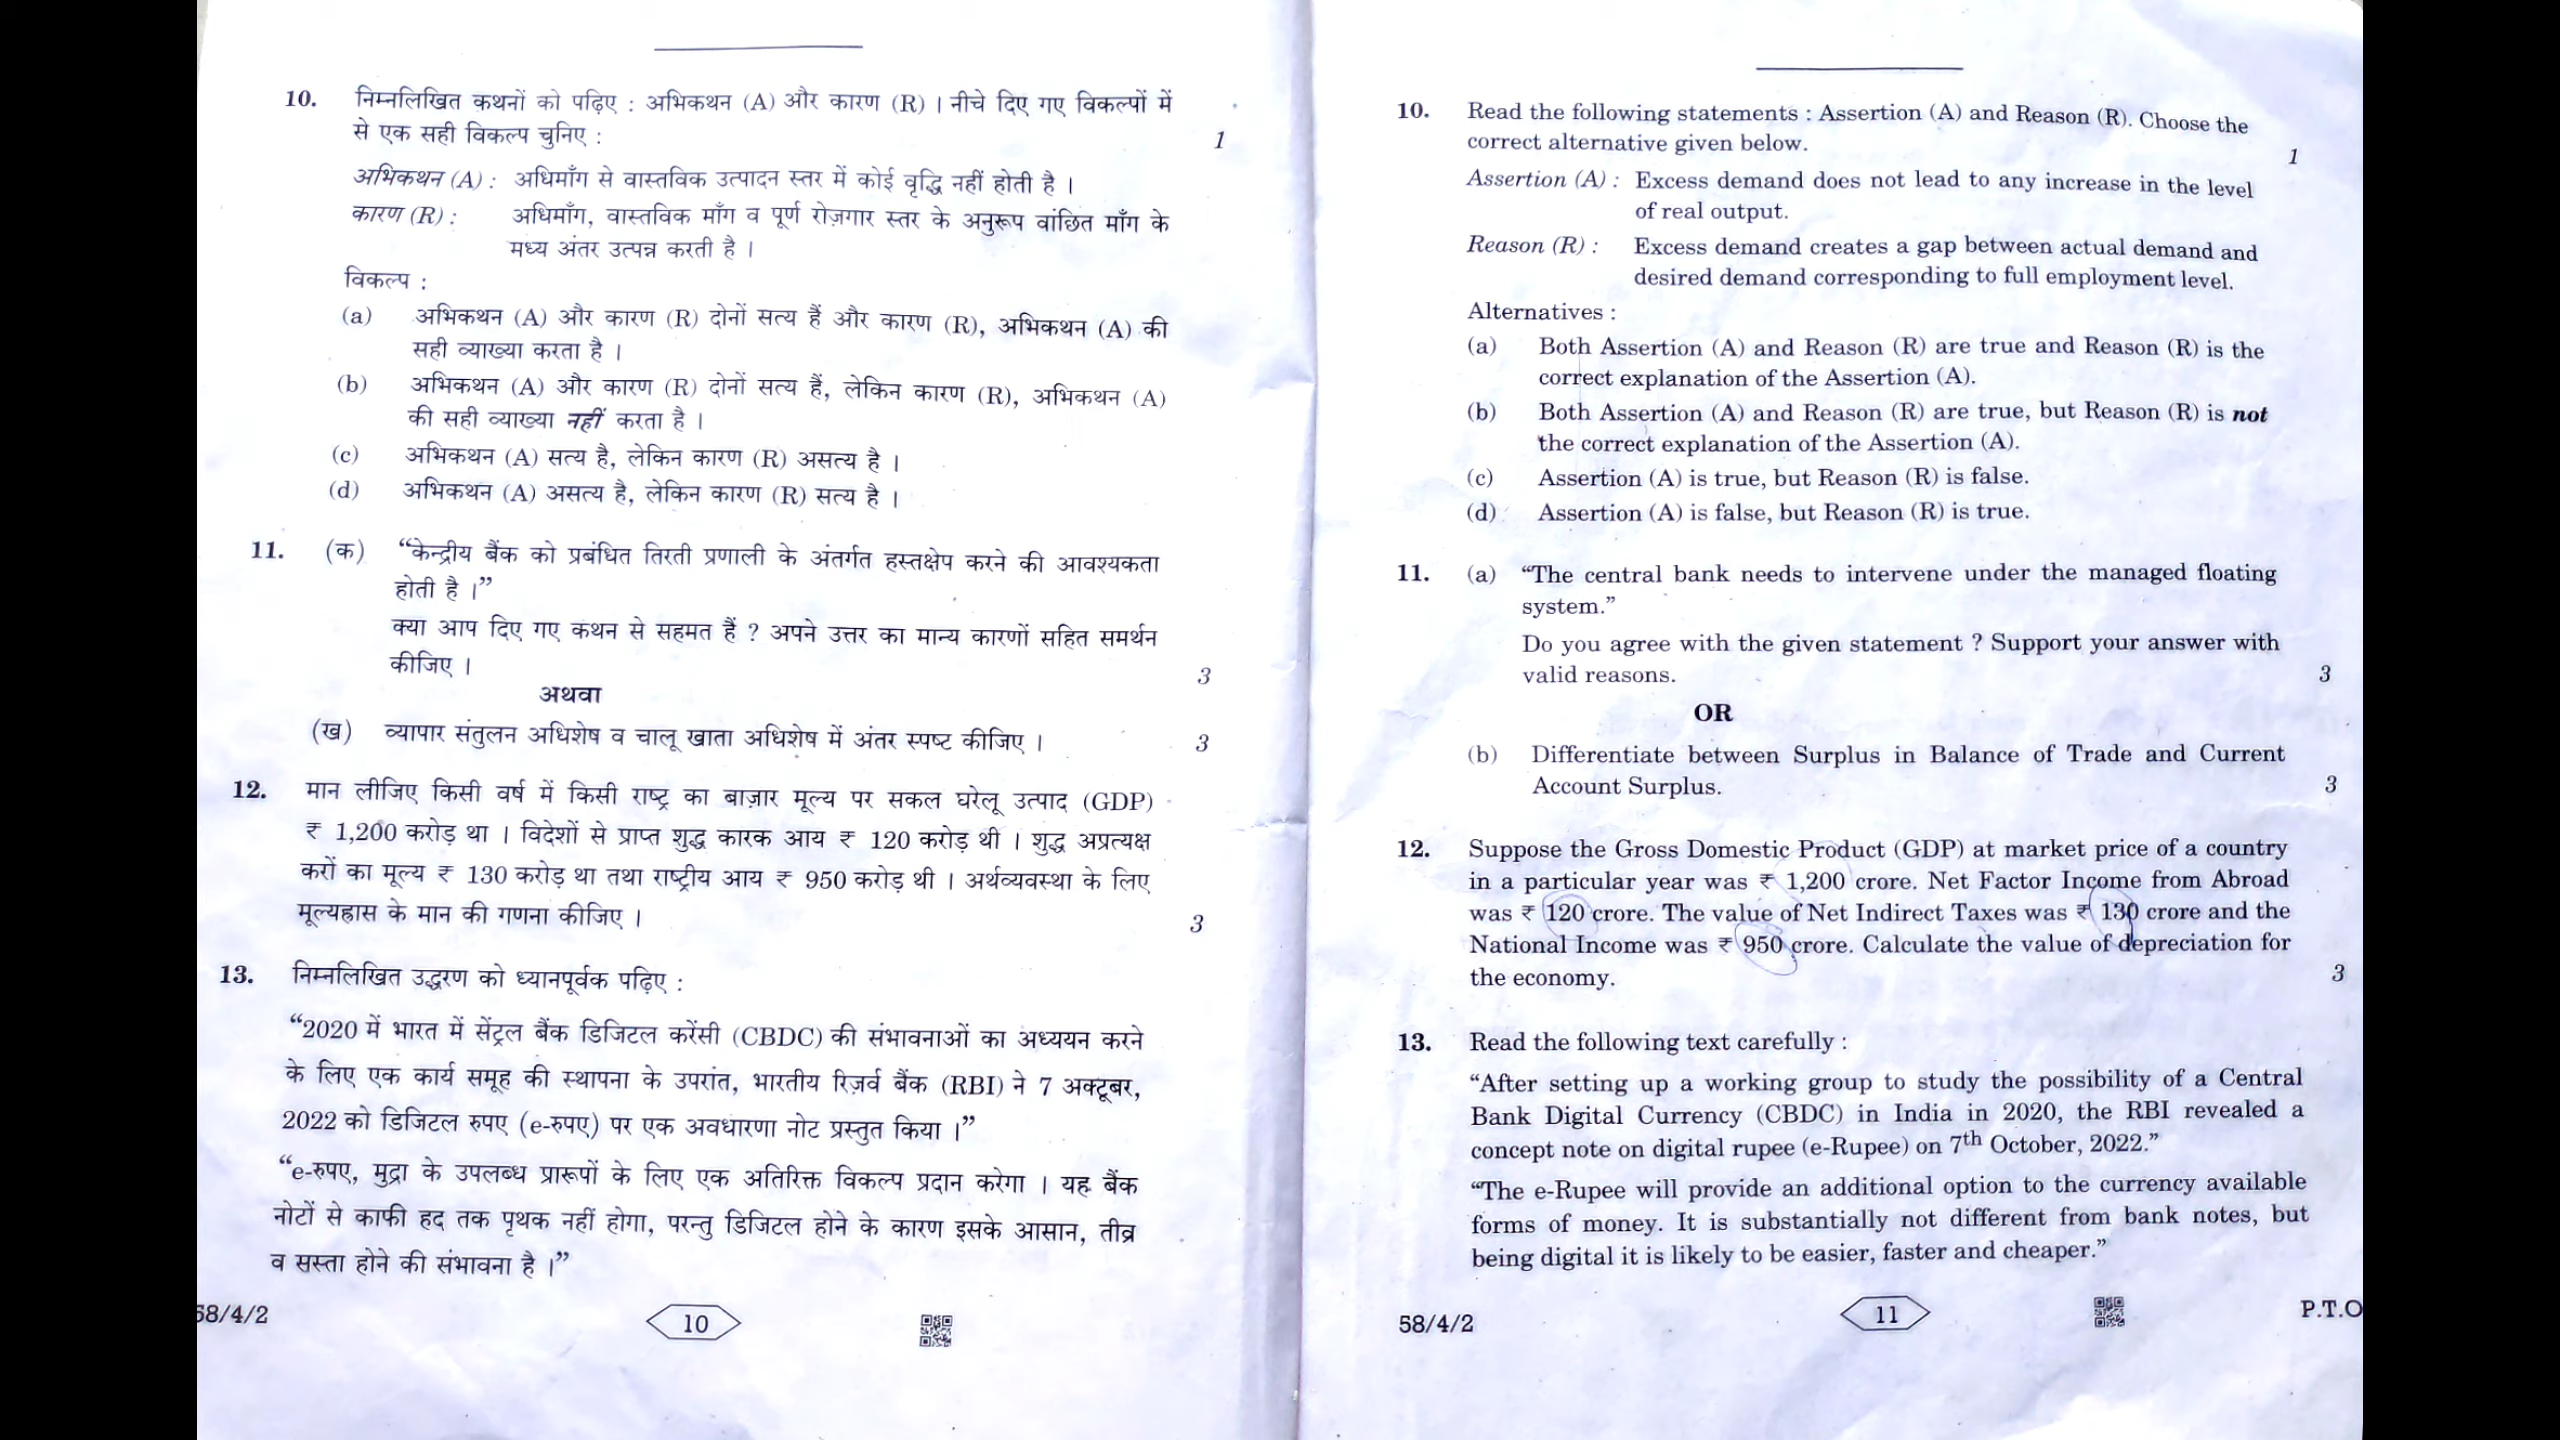 10. निम्नलिखित कथनों को पढ़िए : अभिकथन (A) और कारण (R) । नीचे दिए गए विकल्पों में
से एक सही विकल्प चुनिए : 1
अभिकथन (A) : अधिमाँग से वास्तविक उत्पादन स्तर में कोई वृद्धि नहीं होती है ।
कारण (R) : अधिमाँग, वास्तविक माँग व पूर्ण रोज़गार स्तर के अनुरूप वांछित माँग के
मध्य अंतर उत्पन्न करती है ।
विकल्प :
(a) अभिकथन (A) और कारण (R) दोनों सत्य हैं और कारण (R), अभिकथन (A) की
सही व्याख्या करता है ।
(b) अभिकथन (A) और कारण (R) दोनों सत्य हैं, लेकिन कारण (R), अभिकथन (A)
की सही व्याख्या नहीं करता है ।
(c) अभिकथन (A) सत्य है, लेकिन कारण (R) असत्य है ।
(d) अभिकथन (A) असत्य है, लेकिन कारण (R) सत्य है ।
11. (क) “केन्द्रीय बैंक को प्रबंधित तिरती प्रणाली के अंतर्गत हस्तक्षेप करने की आवश्यकता
होती है ।”
क्या आप दिए गए कथन से सहमत हैं ? अपने उत्तर का मान्य कारणों सहित समर्थन
कीजिए । 3
अथवा
(ख) व्यापार संतुलन अधिशेष व चालू खाता अधिशेष में अंतर स्पष्ट कीजिए । 3
12. मान लीजिए किसी वर्ष में किसी राष्ट्र का बाज़ार मूल्य पर सकल घरेलू उत्पाद (GDP)
₹ 1,200 करोड़ था । विदेशों से प्राप्त शुद्ध कारक आय ₹ 120 करोड़ थी । शुद्ध अप्रत्यक्ष
करों का मूल्य ₹ 130 करोड़ था तथा राष्ट्रीय आय ₹ 950 करोड़ थी । अर्थव्यवस्था के लिए
मूल्यह्रास के मान की गणना कीजिए । 3
13. निम्नलिखित उद्धरण को ध्यानपूर्वक पढ़िए :
“2020 में भारत में सेंट्रल बैंक डिजिटल करेंसी (CBDC) की संभावनाओं का अध्ययन करने
के लिए एक कार्य समूह की स्थापना के उपरांत, भारतीय रिज़र्व बैंक (RBI) ने 7 अक्टूबर,
2022 को डिजिटल रुपए (e-रुपए) पर एक अवधारणा नोट प्रस्तुत किया ।”
“e-रुपए, मुद्रा के उपलब्ध प्रारूपों के लिए एक अतिरिक्त विकल्प प्रदान करेगा । यह बैंक
नोटों से काफी हद तक पृथक नहीं होगा, परन्तु डिजिटल होने के कारण इसके आसान, तीव्र
व सस्ता होने की संभावना है ।”
58/4/2 10
10. Read the following statements : Assertion (A) and Reason (R). Choose the
correct alternative given below. 1
Assertion (A) : Excess demand does not lead to any increase in the level
of real output.
Reason (R) : Excess demand creates a gap between actual demand and
desired demand corresponding to full employment level.
Alternatives :
(a) Both Assertion (A) and Reason (R) are true and Reason (R) is the
correct explanation of the Assertion (A).
(b) Both Assertion (A) and Reason (R) are true, but Reason (R) is not
the correct explanation of the Assertion (A).
(c) Assertion (A) is true, but Reason (R) is false.
(d) Assertion (A) is false, but Reason (R) is true.
11. (a) “The central bank needs to intervene under the managed floating
system.”
Do you agree with the given statement ? Support your answer with
valid reasons. 3
OR
(b) Differentiate between Surplus in Balance of Trade and Current
Account Surplus. 3
12. Suppose the Gross Domestic Product (GDP) at market price of a country
in a particular year was ₹ 1,200 crore. Net Factor Income from Abroad
was ₹ 120 crore. The value of Net Indirect Taxes was ₹ 130 crore and the
National Income was ₹ 950 crore. Calculate the value of depreciation for
the economy. 3
13. Read the following text carefully :
“After setting up a working group to study the possibility of a Central
Bank Digital Currency (CBDC) in India in 2020, the RBI revealed a
concept note on digital rupee (e-Rupee) on 7th October, 2022.”
“The e-Rupee will provide an additional option to the currency available
forms of money. It is substantially not different from bank notes, but
being digital it is likely to be easier, faster and cheaper.”
58/4/2 11 P.T.O